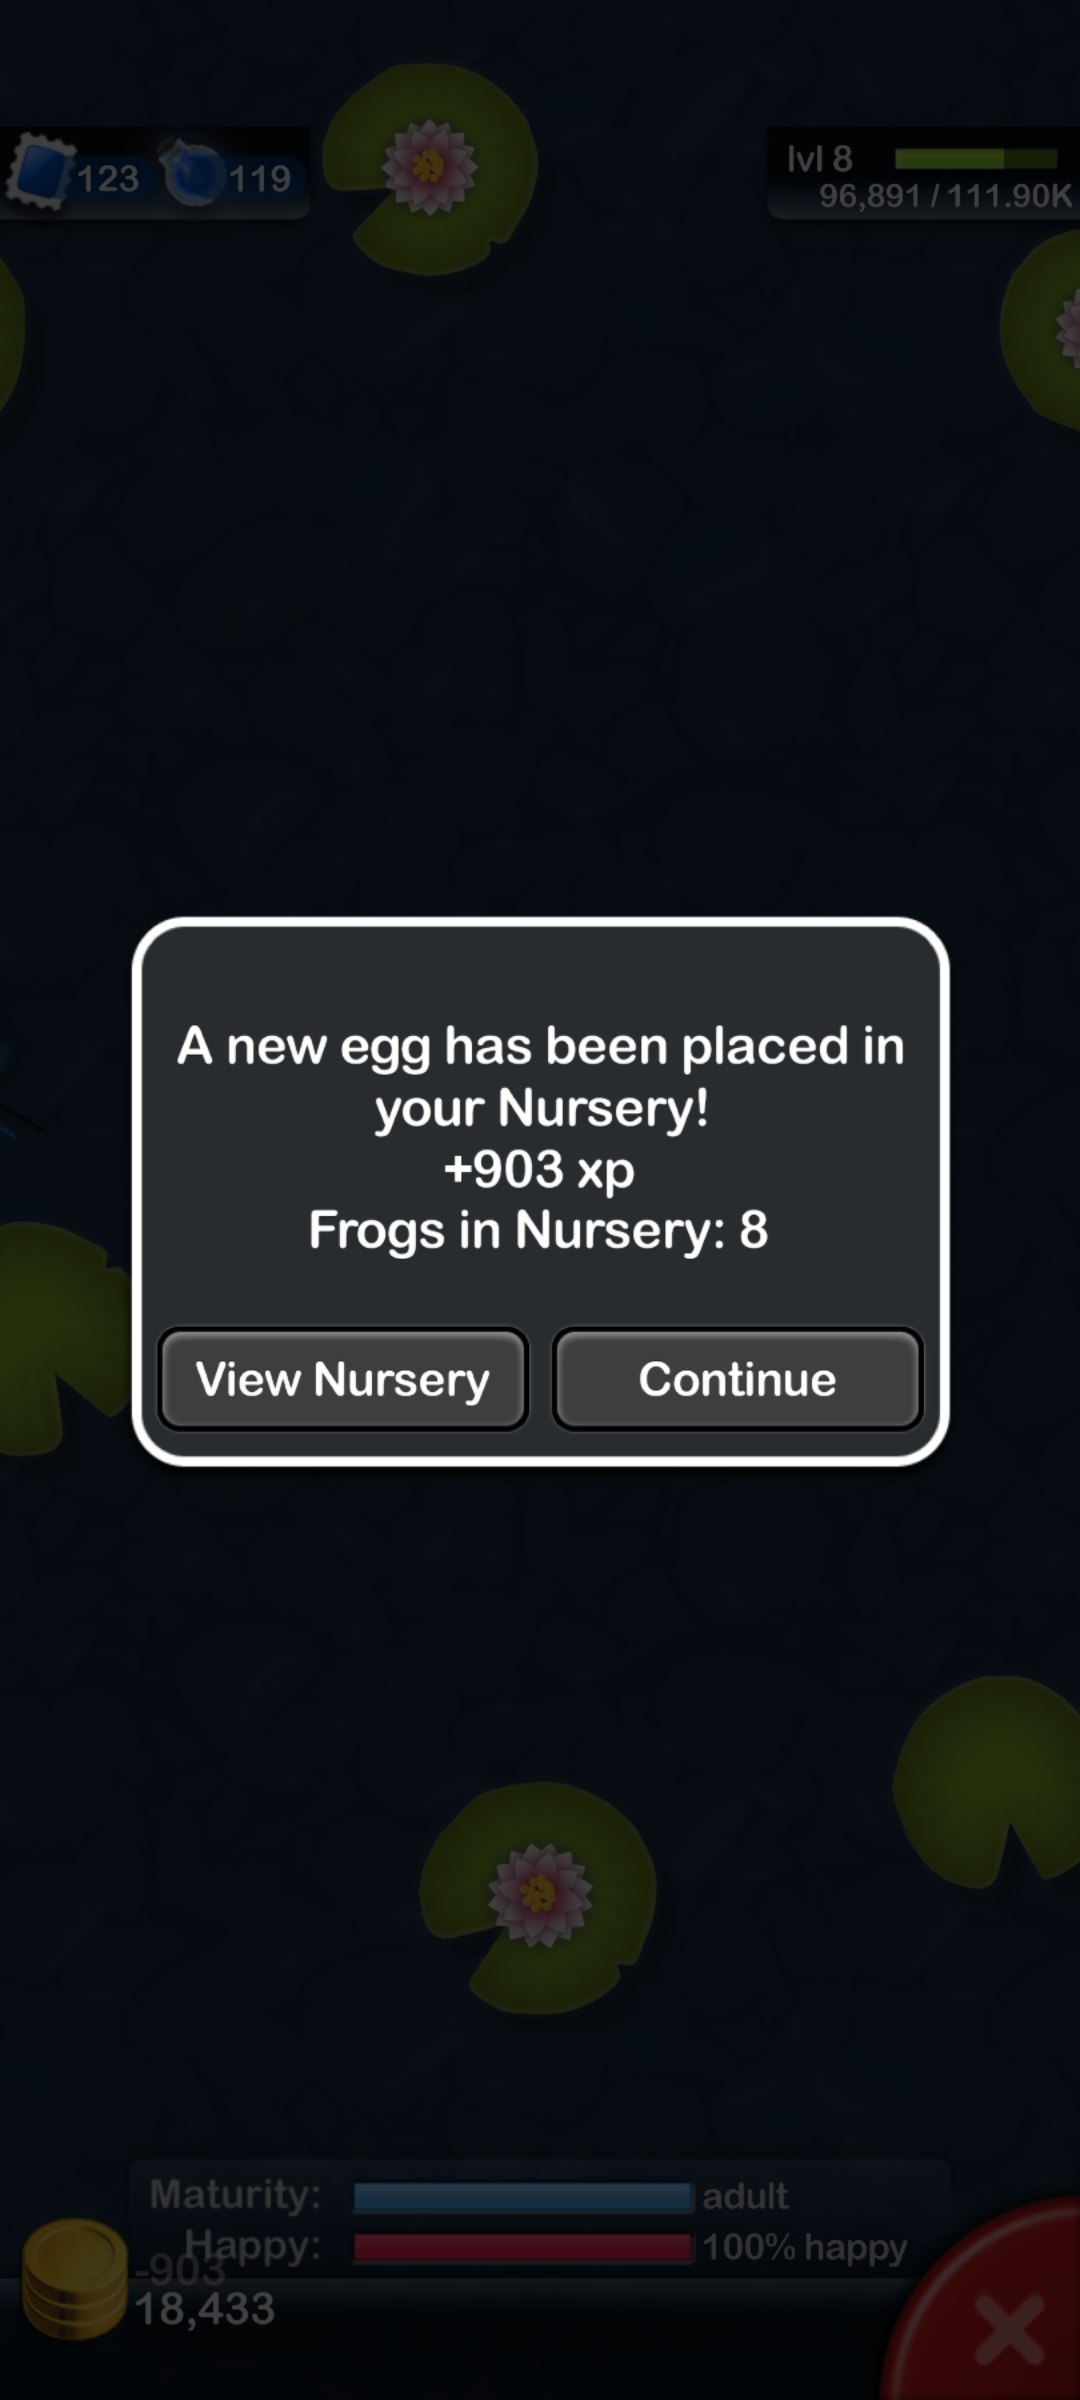 123 119
lvl 8
96,891 / 111.90K
A new egg has been placed in
your Nursery!
+903 xp
Frogs in Nursery: 8
View Nursery Continue
Maturity: adult
Happy: 100% happy
-903
18,433